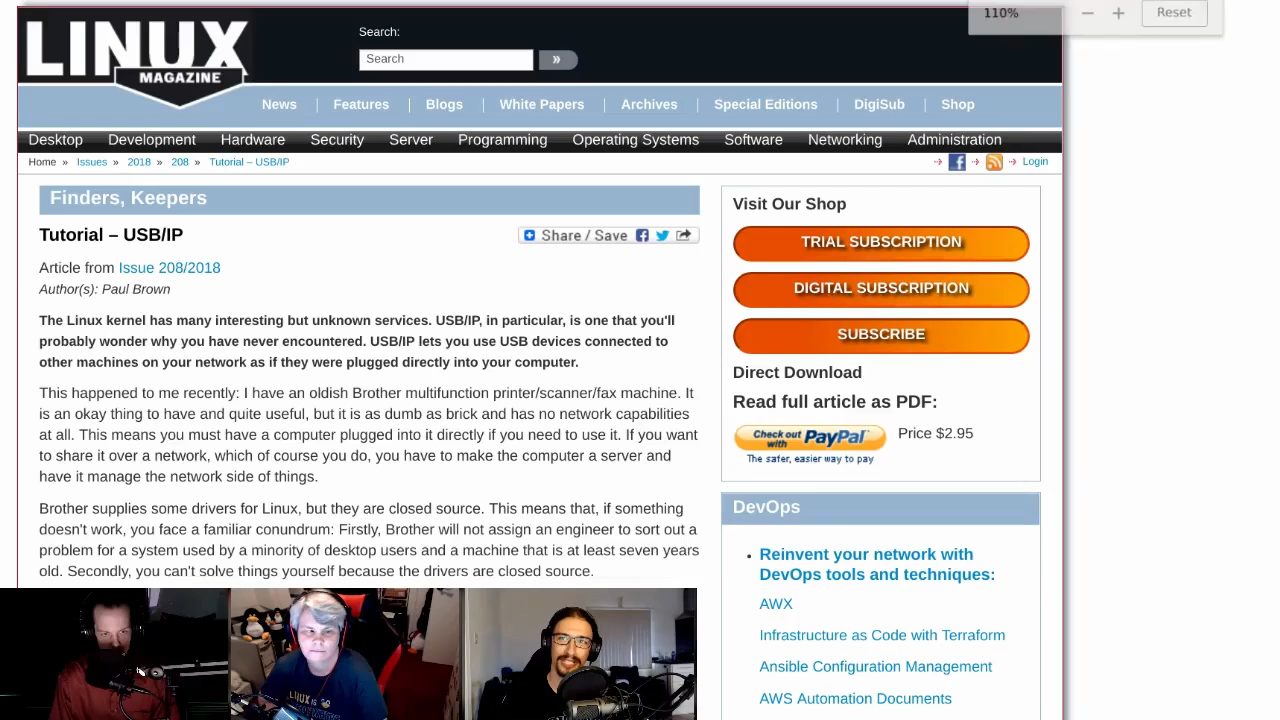 110%
Reset
LINUX
MAGAZINE
Search:
Search
»
News | Features | Blogs | White Papers | Archives | Special Editions | DigiSub | Shop
Desktop Development Hardware Security Server Programming Operating Systems Software Networking Administration
Home » Issues » 2018 » 208 » Tutorial – USB/IP
Login
Finders, Keepers
Tutorial – USB/IP
Share / Save
Article from Issue 208/2018
Author(s): Paul Brown
The Linux kernel has many interesting but unknown services. USB/IP, in particular, is one that you'll
probably wonder why you have never encountered. USB/IP lets you use USB devices connected to
other machines on your network as if they were plugged directly into your computer.
This happened to me recently: I have an oldish Brother multifunction printer/scanner/fax machine. It
is an okay thing to have and quite useful, but it is as dumb as brick and has no network capabilities
at all. This means you must have a computer plugged into it directly if you need to use it. If you want
to share it over a network, which of course you do, you have to make the computer a server and
have it manage the network side of things.
Brother supplies some drivers for Linux, but they are closed source. This means that, if something
doesn't work, you face a familiar conundrum: Firstly, Brother will not assign an engineer to sort out a
problem for a system used by a minority of desktop users and a machine that is at least seven years
old. Secondly, you can't solve things yourself because the drivers are closed source.
Visit Our Shop
TRIAL SUBSCRIPTION
DIGITAL SUBSCRIPTION
SUBSCRIBE
Direct Download
Read full article as PDF:
Check out
with PayPal
The safer, easier way to pay
Price $2.95
DevOps
• Reinvent your network with
DevOps tools and techniques:
AWX
Infrastructure as Code with Terraform
Ansible Configuration Management
AWS Automation Documents
LINUX IS